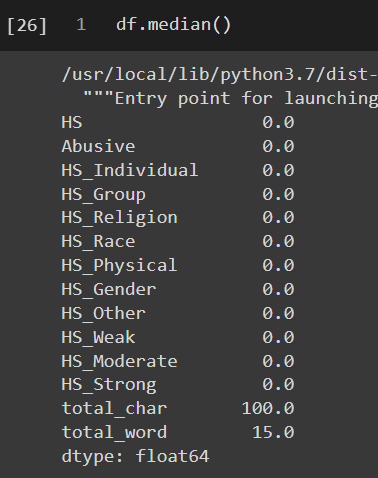 [26] 1 df.median()
/usr/local/lib/python3.7/dist-
"""Entry point for launching
HS 0.0
Abusive 0.0
HS_Individual 0.0
HS_Group 0.0
HS_Religion 0.0
HS_Race 0.0
HS_Physical 0.0
HS_Gender 0.0
HS_Other 0.0
HS_Weak 0.0
HS_Moderate 0.0
HS_Strong 0.0
total_char 100.0
total_word 15.0
dtype: float64